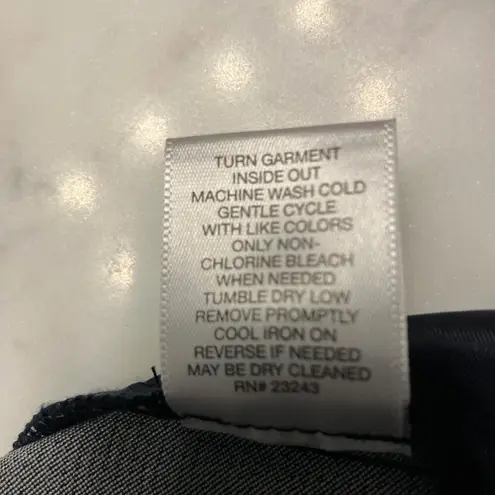 TURN GARMENT
INSIDE OUT
MACHINE WASH COLD
GENTLE CYCLE
WITH LIKE COLORS
ONLY NON-
CHLORINE BLEACH
WHEN NEEDED
TUMBLE DRY LOW
REMOVE PROMPTLY
COOL IRON ON
REVERSE IF NEEDED
MAY BE DRY CLEANED
RN# 23243